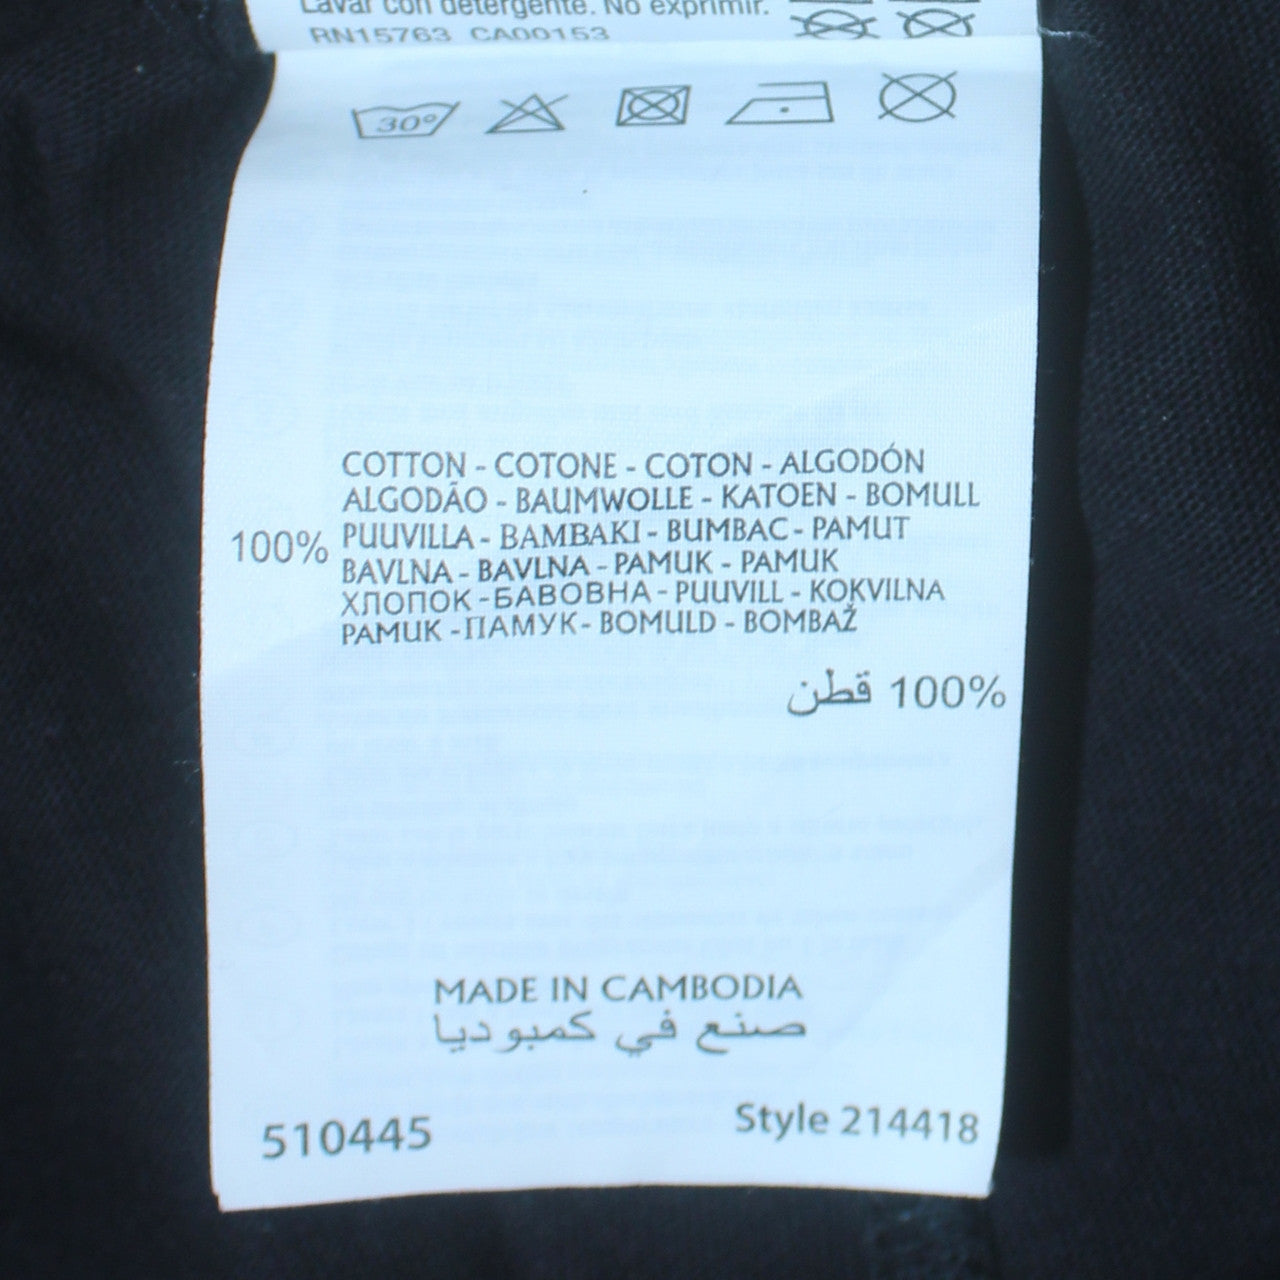 Lavar con detergente. No exprimir.
RN15763 CA00153
30°
COTTON - COTONE - COTON - ALGODÓN
ALGODÃO - BAUMWOLLE - KATOEN - BOMULL
100% PUUVILLA - BAMBAKI - BUMBAC - PAMUT
BAVLNA - BAVLNA - PAMUK - PAMUK
ХЛОПОК - БАВОВНА - PUUVILL - KOKVILNA
PAMUK - ПАМУК - BOMULD - BOMBAŽ
100% قطن
MADE IN CAMBODIA
صنع في كمبوديا
510445 Style 214418